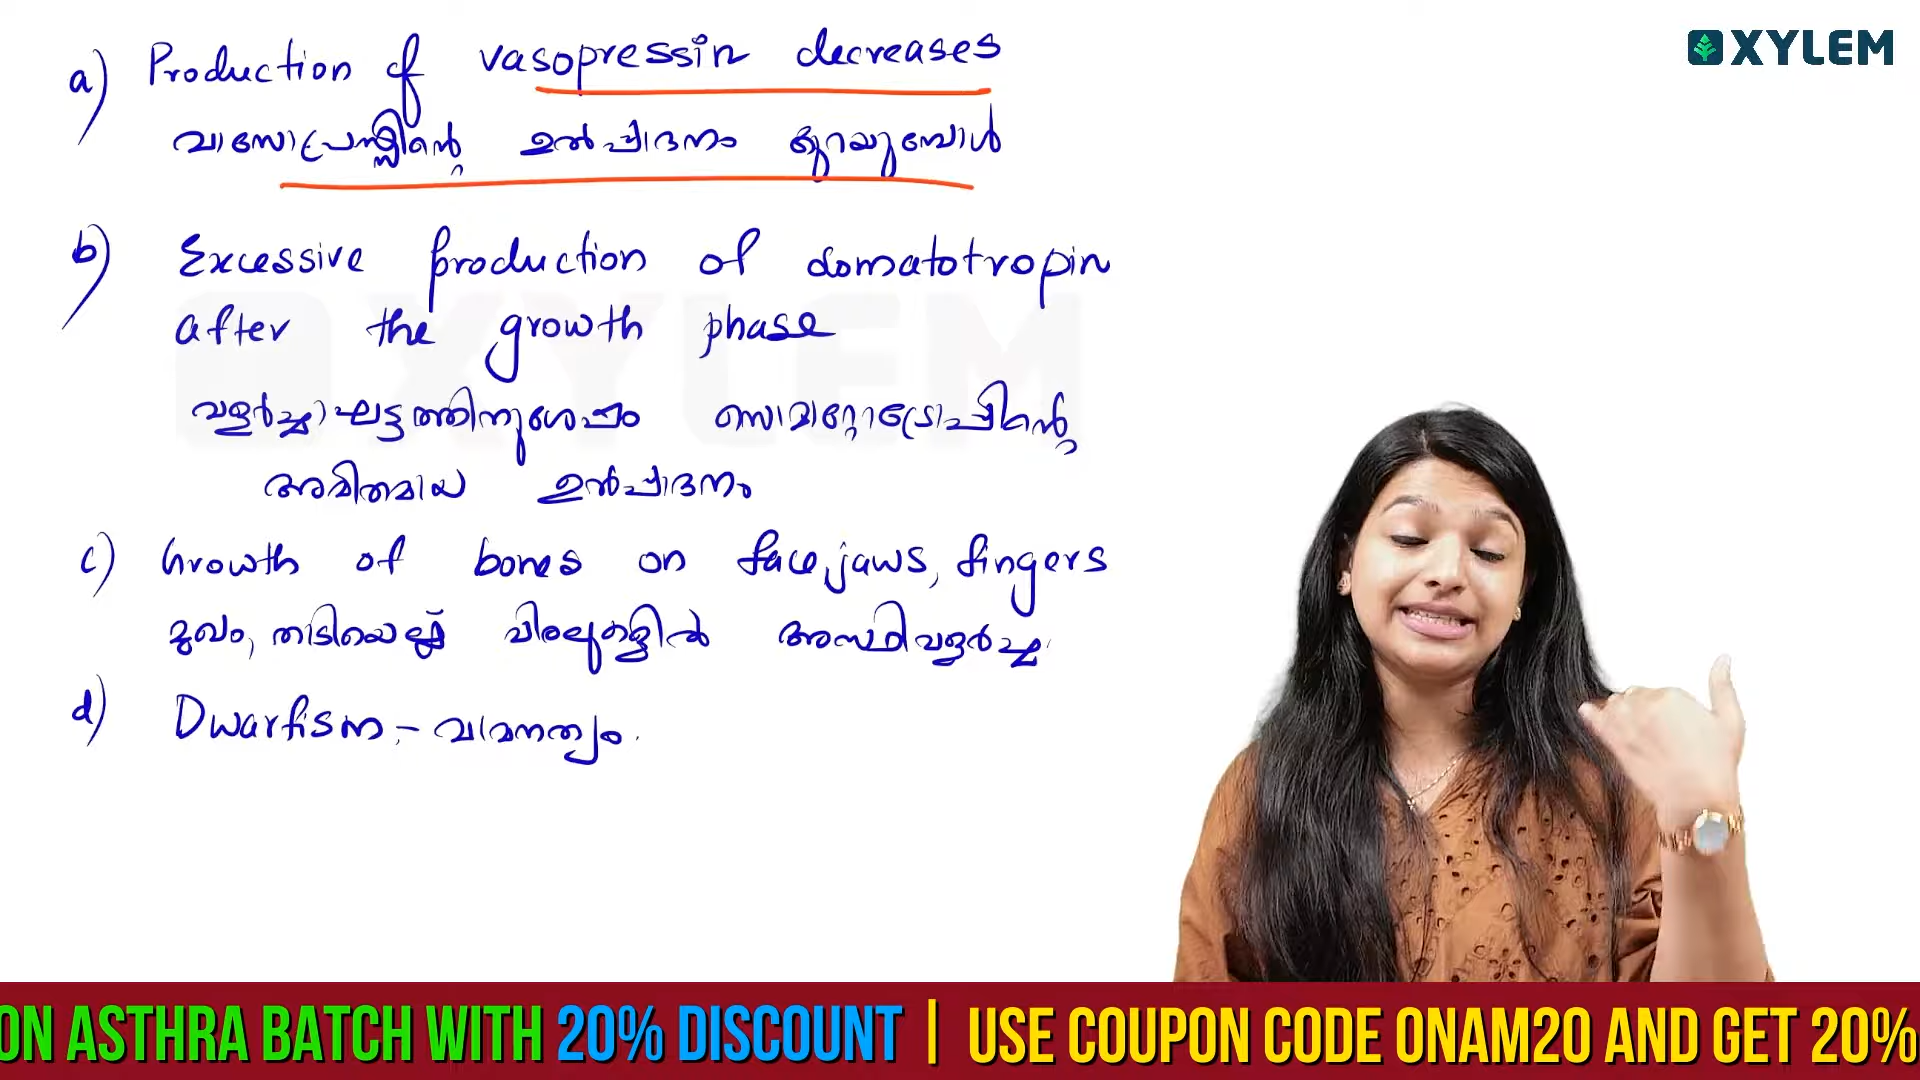 XYLEM
a) Production of vasopressin decreases
വാസോപ്രസ്സിന്റെ ഉൽപ്പാദനം കുറയുമ്പോൾ
b) Excessive production of somatotropin
after the growth phase
വളർച്ചാഘട്ടത്തിനുശേഷം സൊമാറ്റോട്രോപ്പിന്റെ
അമിതമായ ഉൽപ്പാദനം
c) Growth of bones on face, jaws, fingers
മുഖം, താടിയെല്ല് വിരലുകളിൽ അസ്ഥിവളർച്ച
d) Dwarfism - വാമനത്വം.
ON ASTHRA BATCH WITH 20% DISCOUNT | USE COUPON CODE ONAM20 AND GET 20%